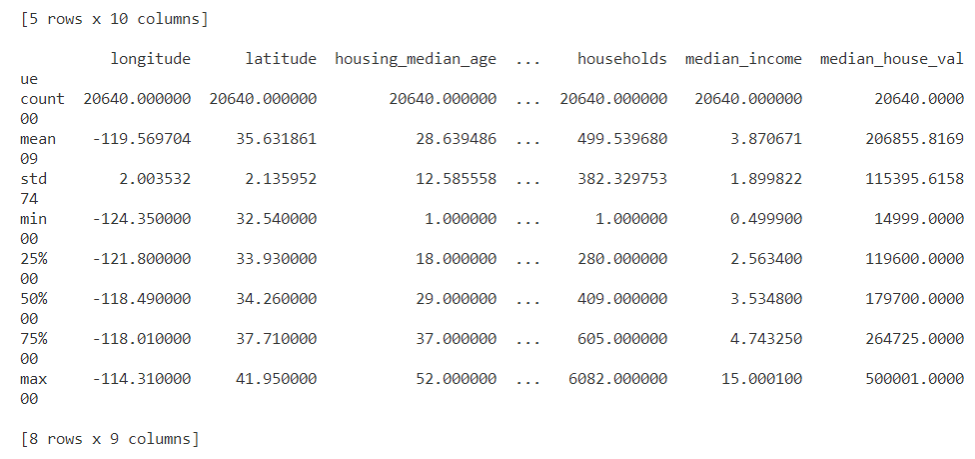 [5 rows x 10 columns]
longitude latitude housing_median_age ... households median_income median_house_val
ue
count 20640.000000 20640.000000 20640.000000 ... 20640.000000 20640.000000 20640.0000
00
mean -119.569704 35.631861 28.639486 ... 499.539680 3.870671 206855.8169
09
std 2.003532 2.135952 12.585558 ... 382.329753 1.899822 115395.6158
74
min -124.350000 32.540000 1.000000 ... 1.000000 0.499900 14999.0000
00
25% -121.800000 33.930000 18.000000 ... 280.000000 2.563400 119600.0000
00
50% -118.490000 34.260000 29.000000 ... 409.000000 3.534800 179700.0000
00
75% -118.010000 37.710000 37.000000 ... 605.000000 4.743250 264725.0000
00
max -114.310000 41.950000 52.000000 ... 6082.000000 15.000100 500001.0000
00
[8 rows x 9 columns]